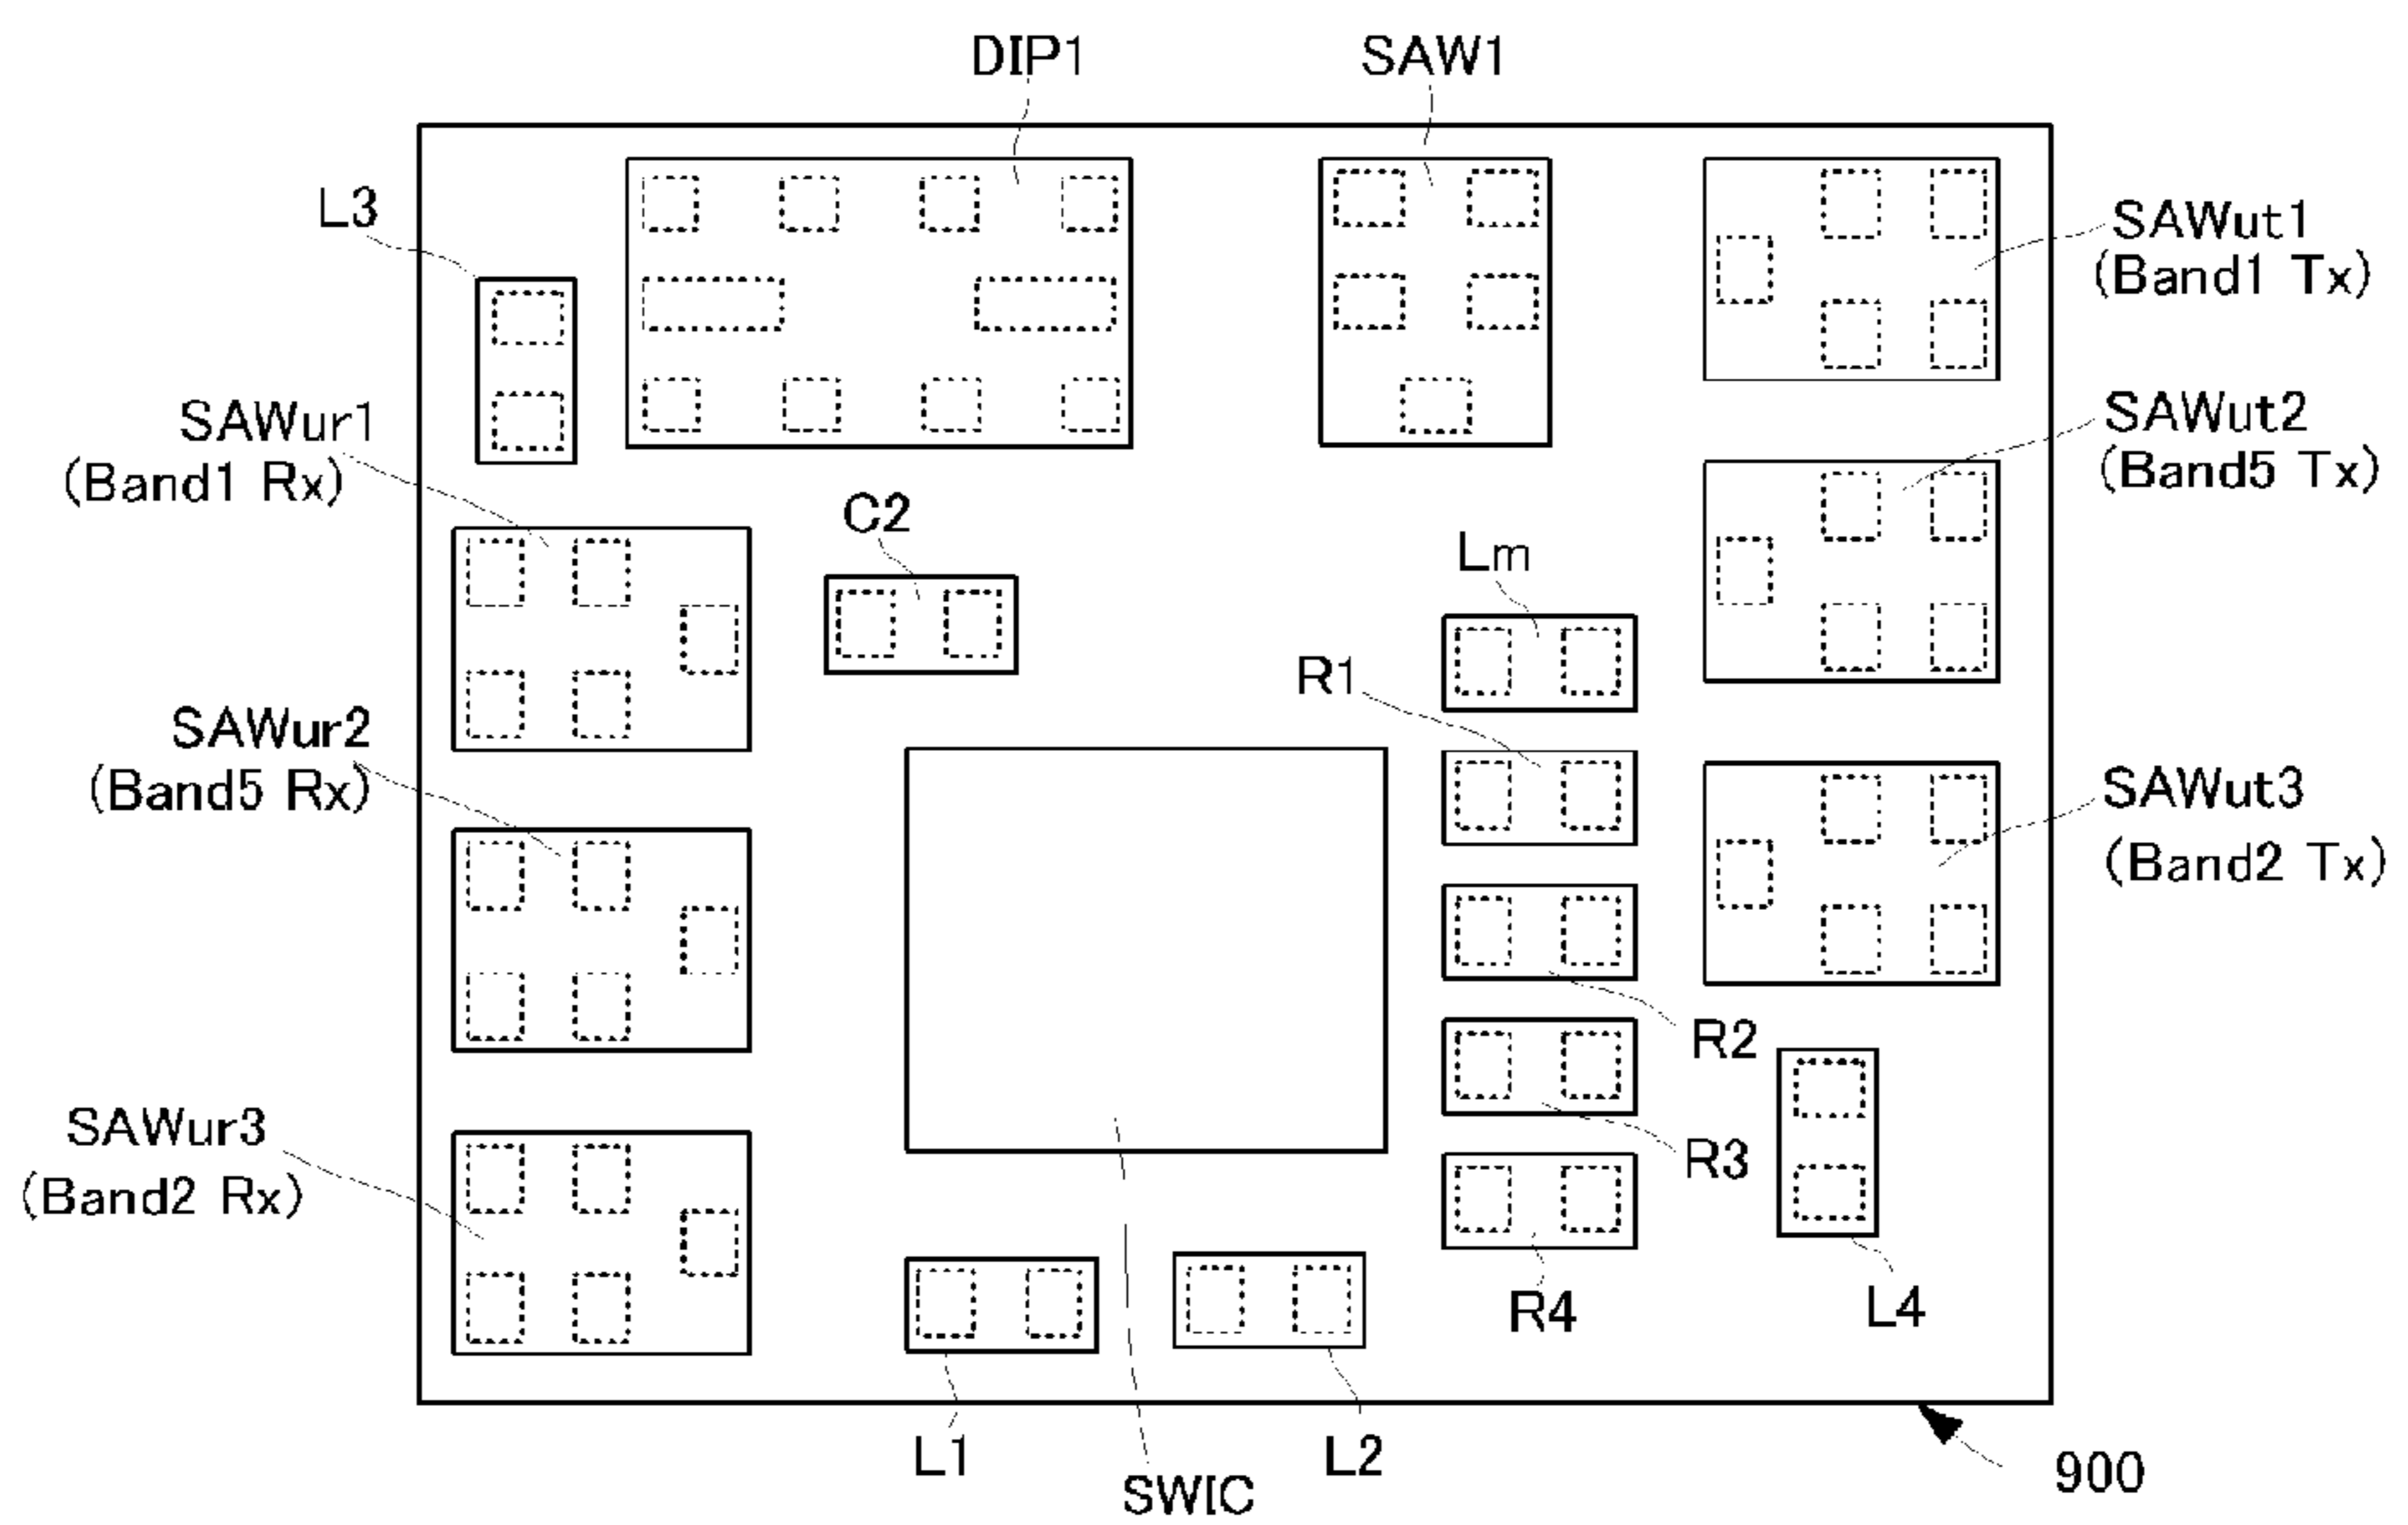 DIP1
SAW1
L3
SAWut1
(Band1 Tx)
SAWur1
(Band1 Rx)
SAWut2
(Band5 Tx)
C2
Lm
R1
SAWur2
(Band5 Rx)
SAWut3
(Band2 Tx)
R2
SAWur3
(Band2 Rx)
R3
R4
L4
L1
L2
SWIC
900